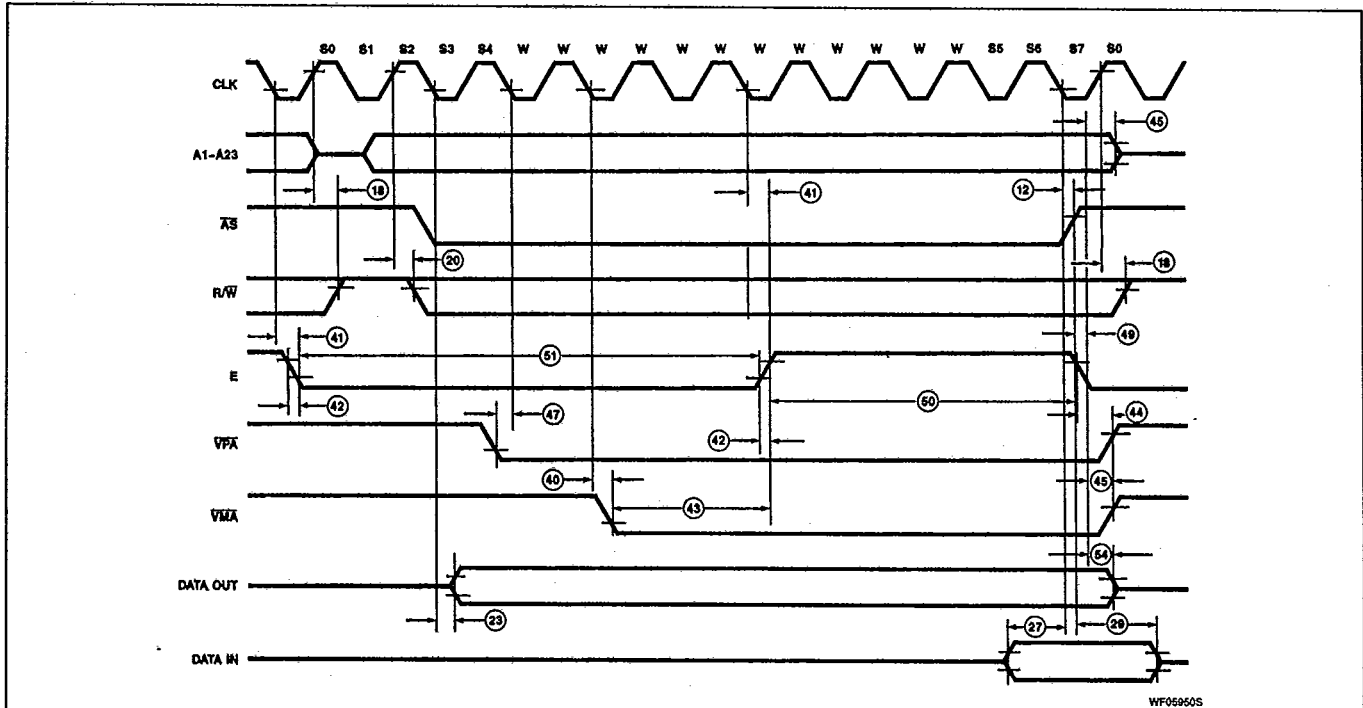 S0 S1 S2 S3 S4 W W W W W W W W W W W W S5 S6 S7 S0
CLK
45
A1-A23
18 41 12
AS
20 18
R/W
41 49
51
E
50
42 47 42 44
VPA
40 43 45
VMA
54
DATA OUT
23 27 29
DATA IN
WF05950S